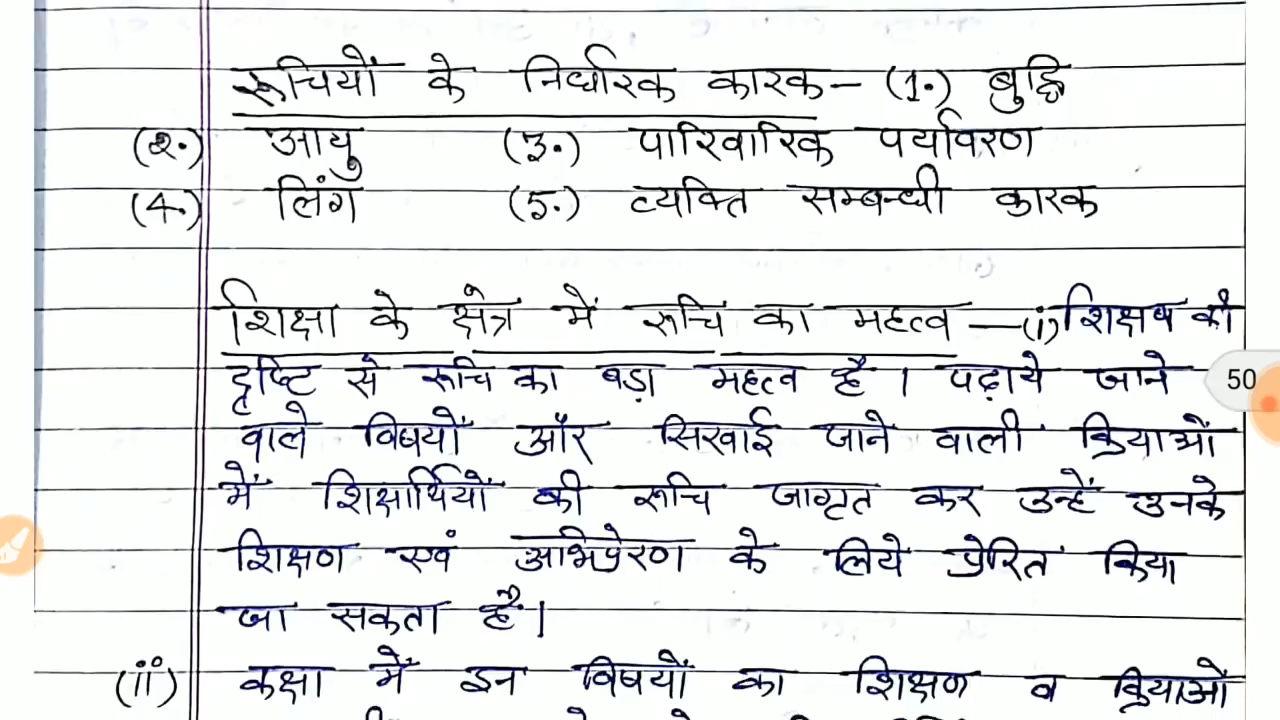 रूचियों के निर्धारक कारक- (1.) बुद्धि
(2.) आयु (3.) पारिवारिक पर्यावरण
(4.) लिंग (5.) व्यक्ति सम्बन्धी कारक
शिक्षा के क्षेत्र में रूचि का महत्व -(i) शिक्षण की
दृष्टि से रूचि का बड़ा महत्व है । पढ़ाये जाने
वाले विषयों और सिखाई जाने वाली क्रियाओं
में शिक्षार्थियों की रूचि जागृत कर उन्हें उनके
शिक्षण एवं अभिप्रेरण के लिये प्रेरित किया
जा सकता है।
(ii) कक्षा में इन विषयों का शिक्षण व क्रियाओं
50